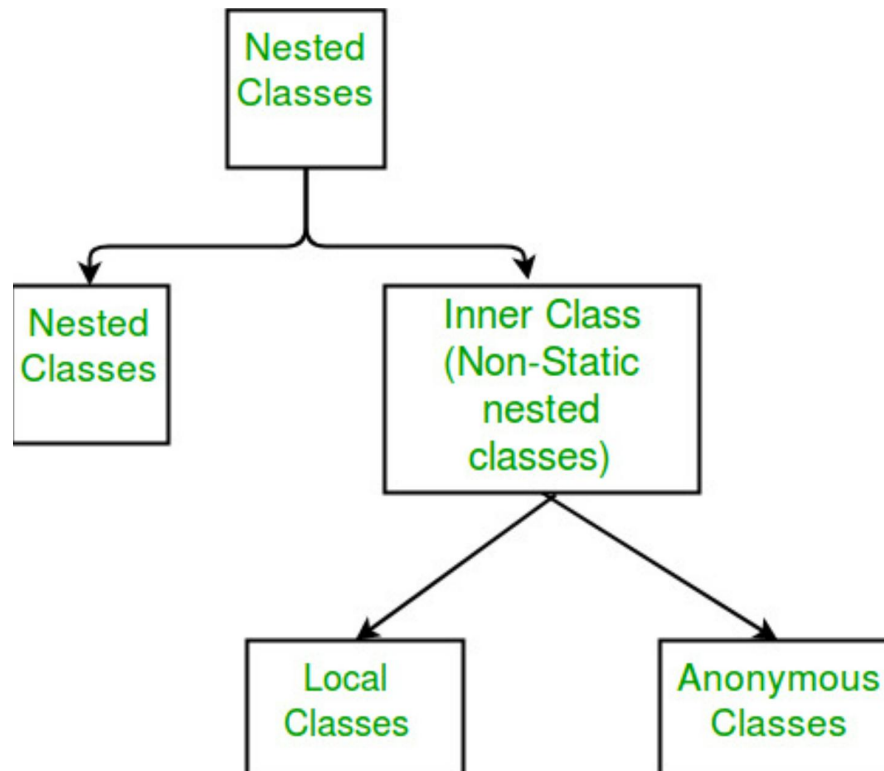 Nested
Classes
Nested
Classes
Inner Class
(Non-Static
nested
classes)
Local
Classes
Anonymous
Classes